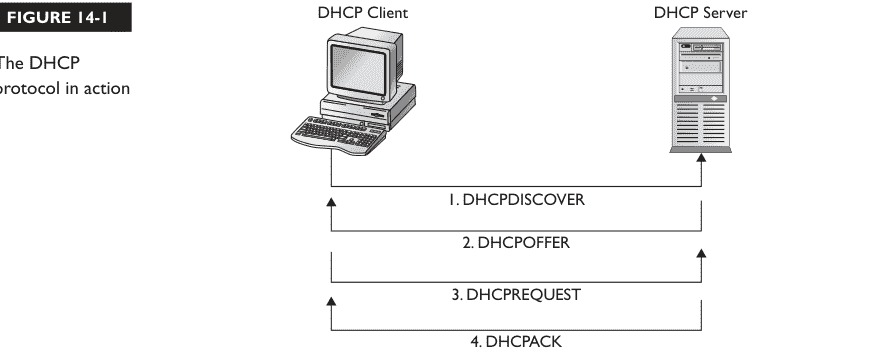 FIGURE 14-1
DHCP Client
DHCP Server
The DHCP
protocol in action
1. DHCPDISCOVER
2. DHCPOFFER
3. DHCPREQUEST
4. DHCPACK